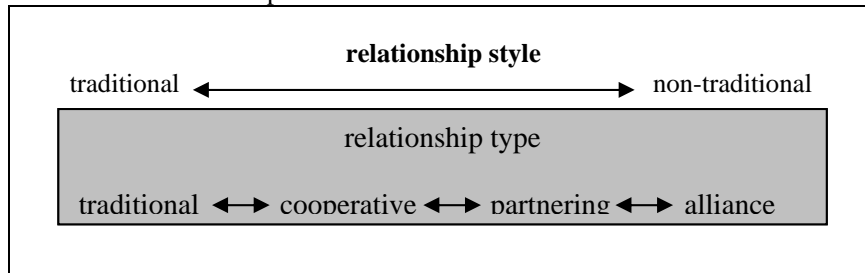 relationship style
traditional non-traditional
relationship type
traditional cooperative partnering alliance